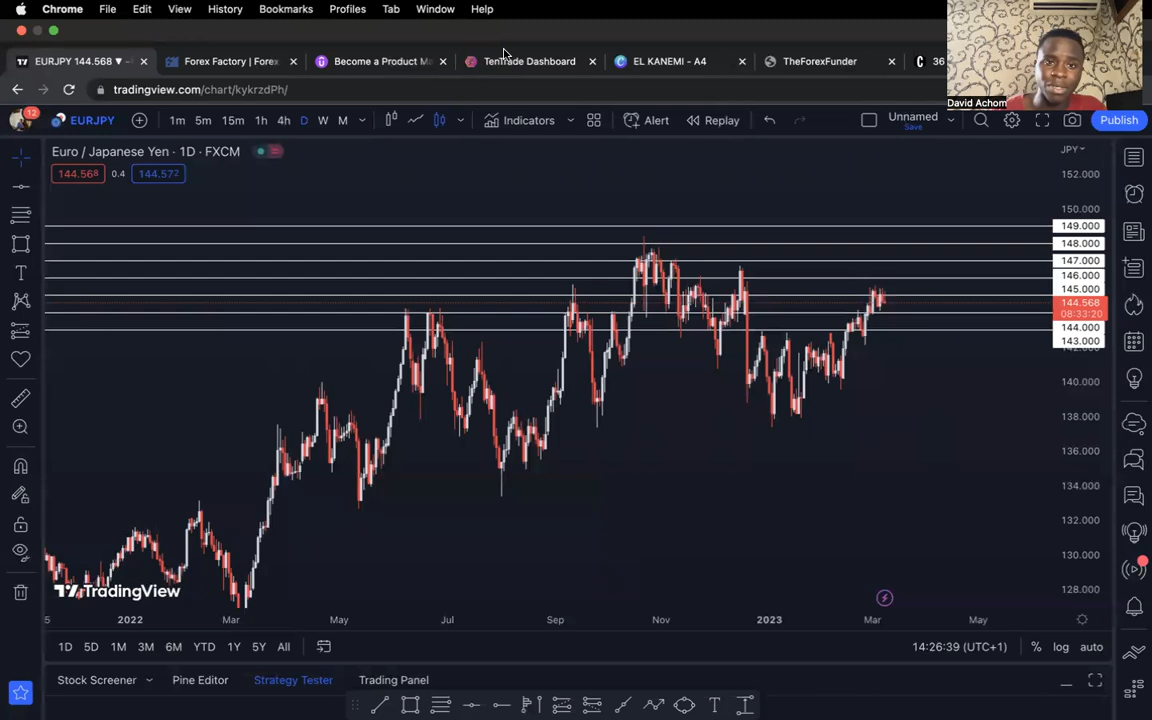 Chrome File Edit View History Bookmarks Profiles Tab Window Help
EURJPY 144.568 ▼ Forex Factory | Forex Become a Product Ma Dashboard EL KANEMI - A4 TheForexFunder 36
tradingview.com/chart/kykrzdPh/
David Achom
12
EURJPY 1m 5m 15m 1h 4h D W M Indicators Alert Replay Unnamed Save Publish
Euro / Japanese Yen · 1D · FXCM JPY
144.568 0.4 144.572
152.000
150.000
149.000
148.000
147.000
146.000
145.000
144.568
08:33:20
144.000
143.000
140.000
138.000
136.000
134.000
132.000
130.000
128.000
TradingView
5 2022 Mar May Jul Sep Nov 2023 Mar May
1D 5D 1M 3M 6M YTD 1Y 5Y All 14:26:39 (UTC+1) % log auto
Stock Screener Pine Editor Strategy Tester Trading Panel